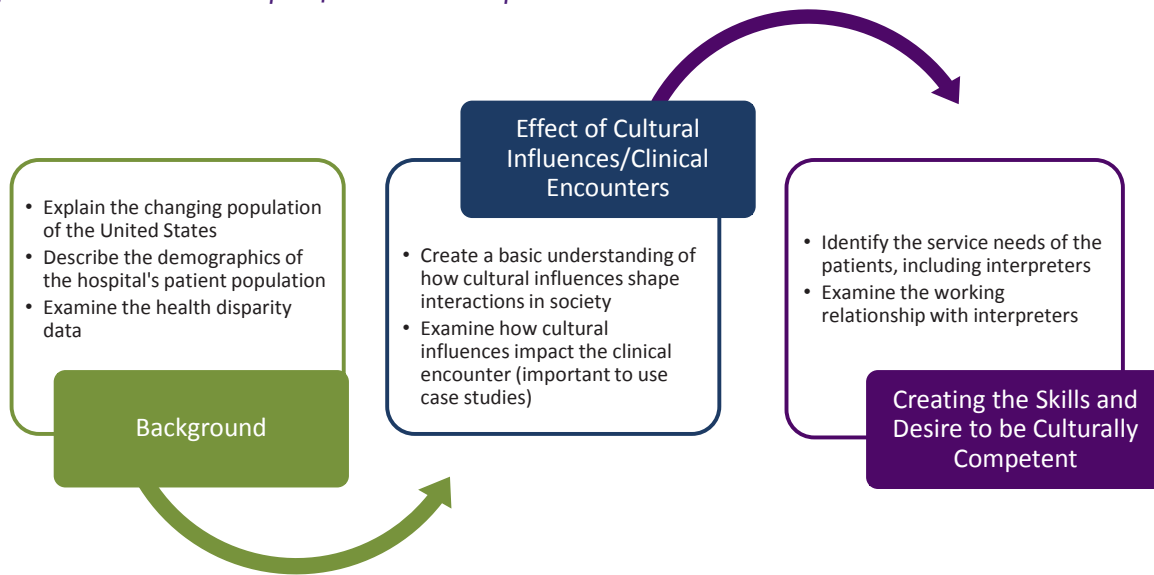 • Explain the changing population
of the United States
• Describe the demographics of
the hospital's patient population
• Examine the health disparity
data
Background
Effect of Cultural
Influences/Clinical
Encounters
• Create a basic understanding of
how cultural influences shape
interactions in society
• Examine how cultural
influences impact the clinical
encounter (important to use
case studies)
• Identify the service needs of the
patients, including interpreters
• Examine the working
relationship with interpreters
Creating the Skills and
Desire to be Culturally
Competent